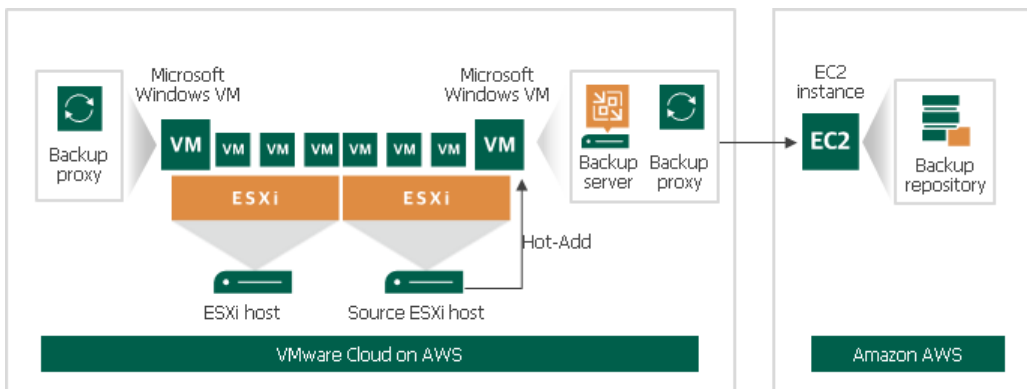 Microsoft
Windows VM
Microsoft
Windows VM
EC2
instance
Backup
proxy
VM
VM
VM
VM
VM
VM
VM
VM
Backup
server
Backup
proxy
EC2
Backup
repository
ESXi
ESXi
Hot-Add
ESXi host
Source ESXi host
VMware Cloud on AWS
Amazon AWS